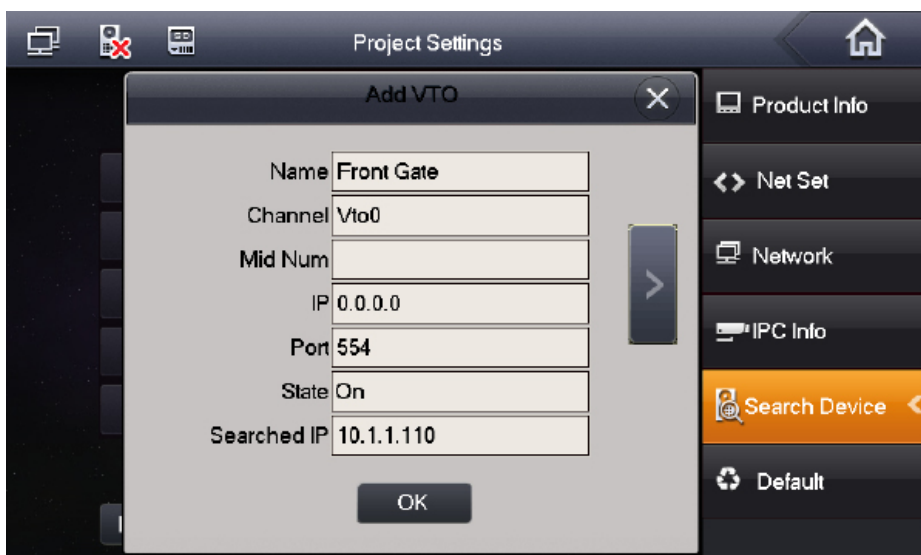 Project Settings
Add VTO
Name Front Gate
Channel Vto0
Mid Num
IP 0.0.0.0
Port 554
State On
Searched IP 10.1.1.110
OK
Product Info
Net Set
Network
IPC Info
Search Device
Default